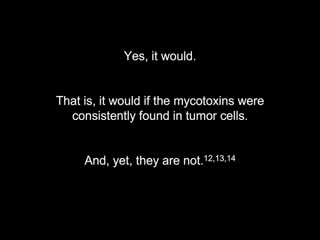 Yes, it would.
That is, it would if the mycotoxins were
consistently found in tumor cells.
And, yet, they are not.12,13,14